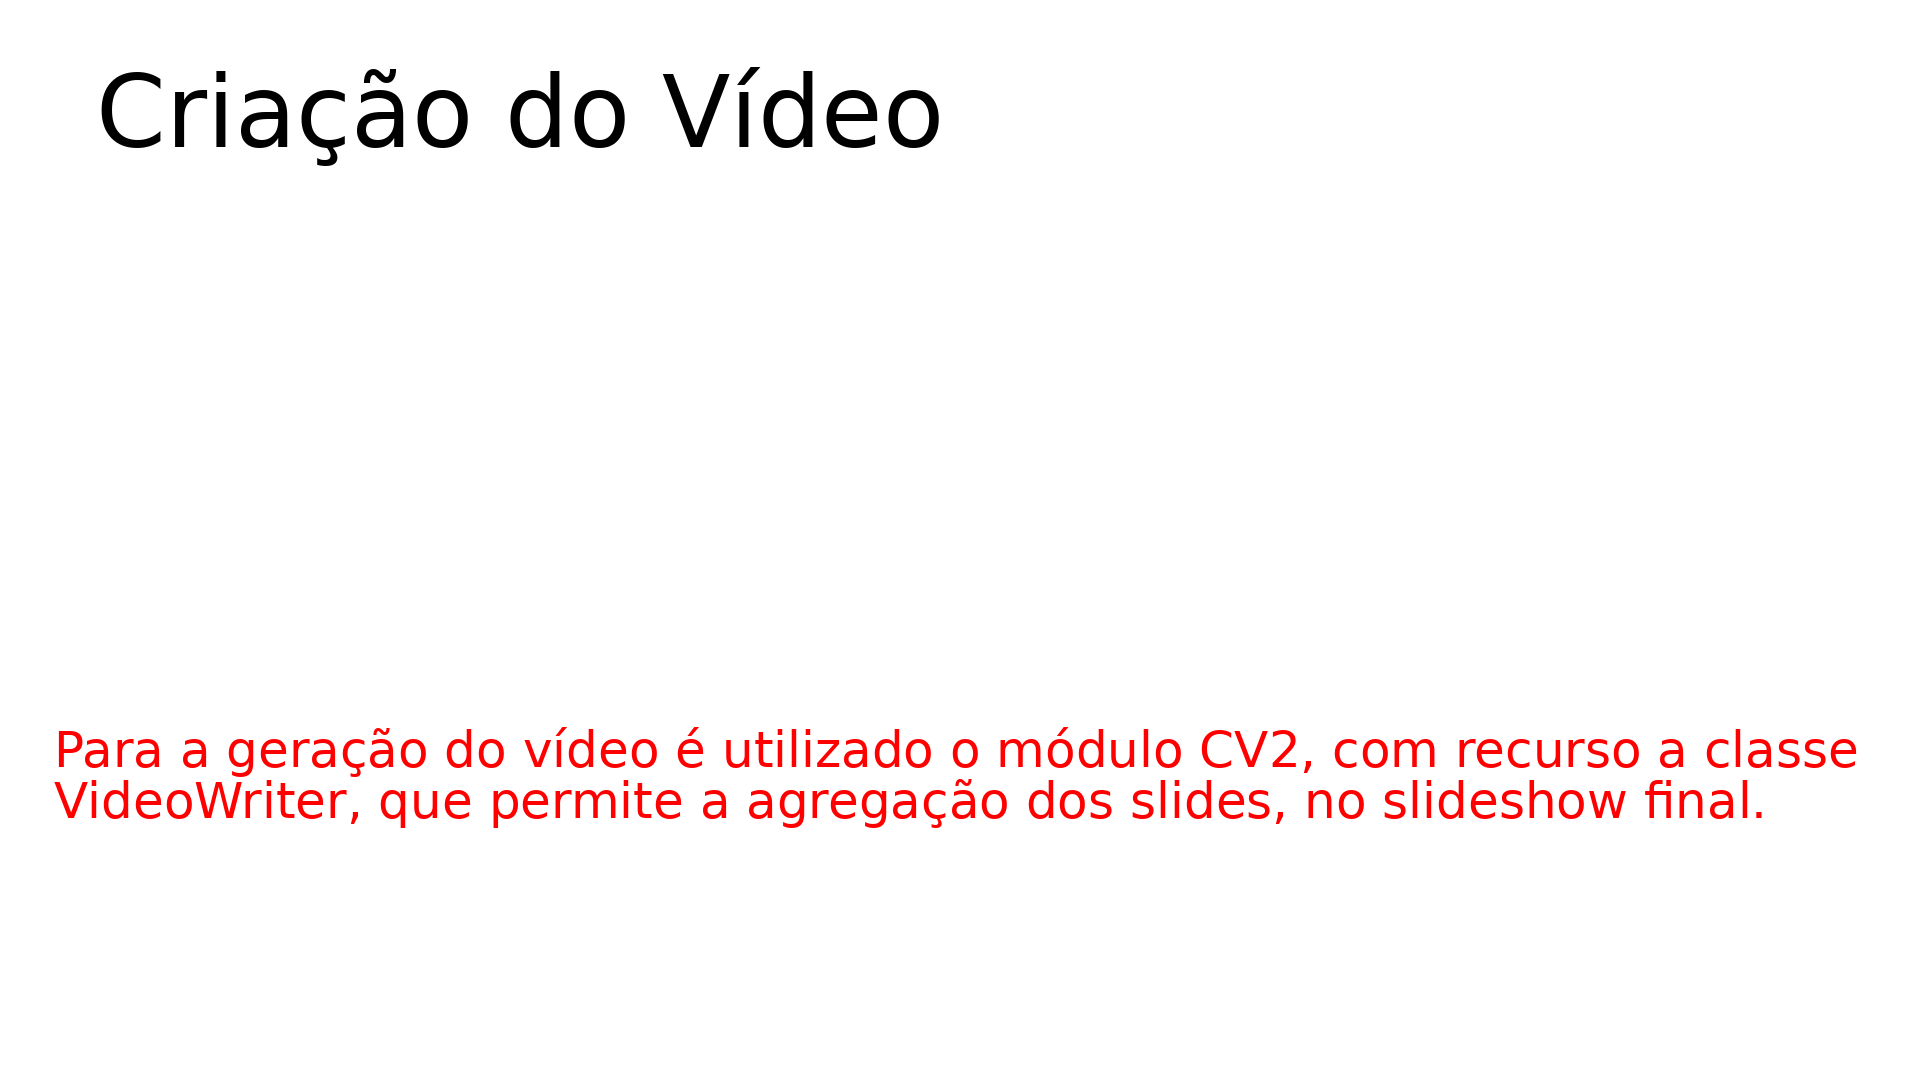 Criação do Vídeo
Para a geração do vídeo é utilizado o módulo CV2, com recurso a classe
VideoWriter, que permite a agregação dos slides, no slideshow final.